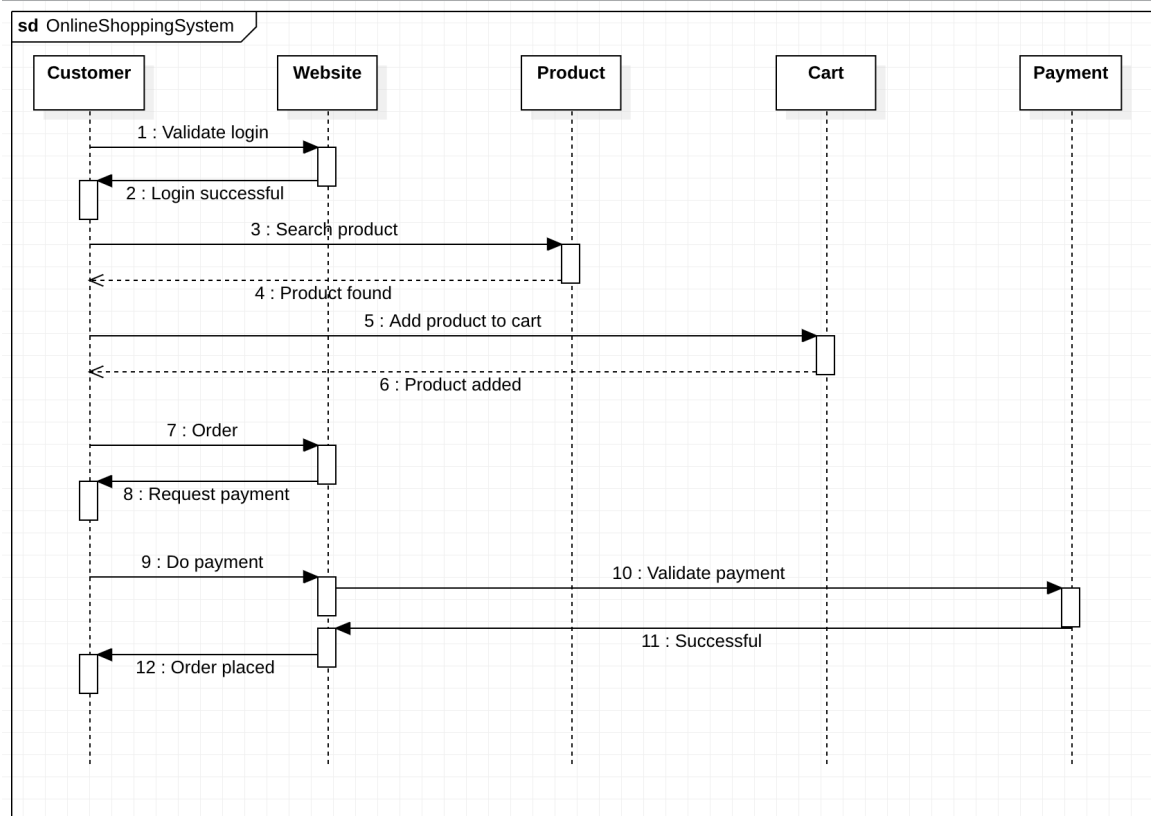 sd OnlineShoppingSystem
Customer
Website
Product
Cart
Payment
1 : Validate login
2 : Login successful
3 : Search product
4 : Product found
5 : Add product to cart
6 : Product added
7 : Order
8 : Request payment
9 : Do payment
10 : Validate payment
11 : Successful
12 : Order placed